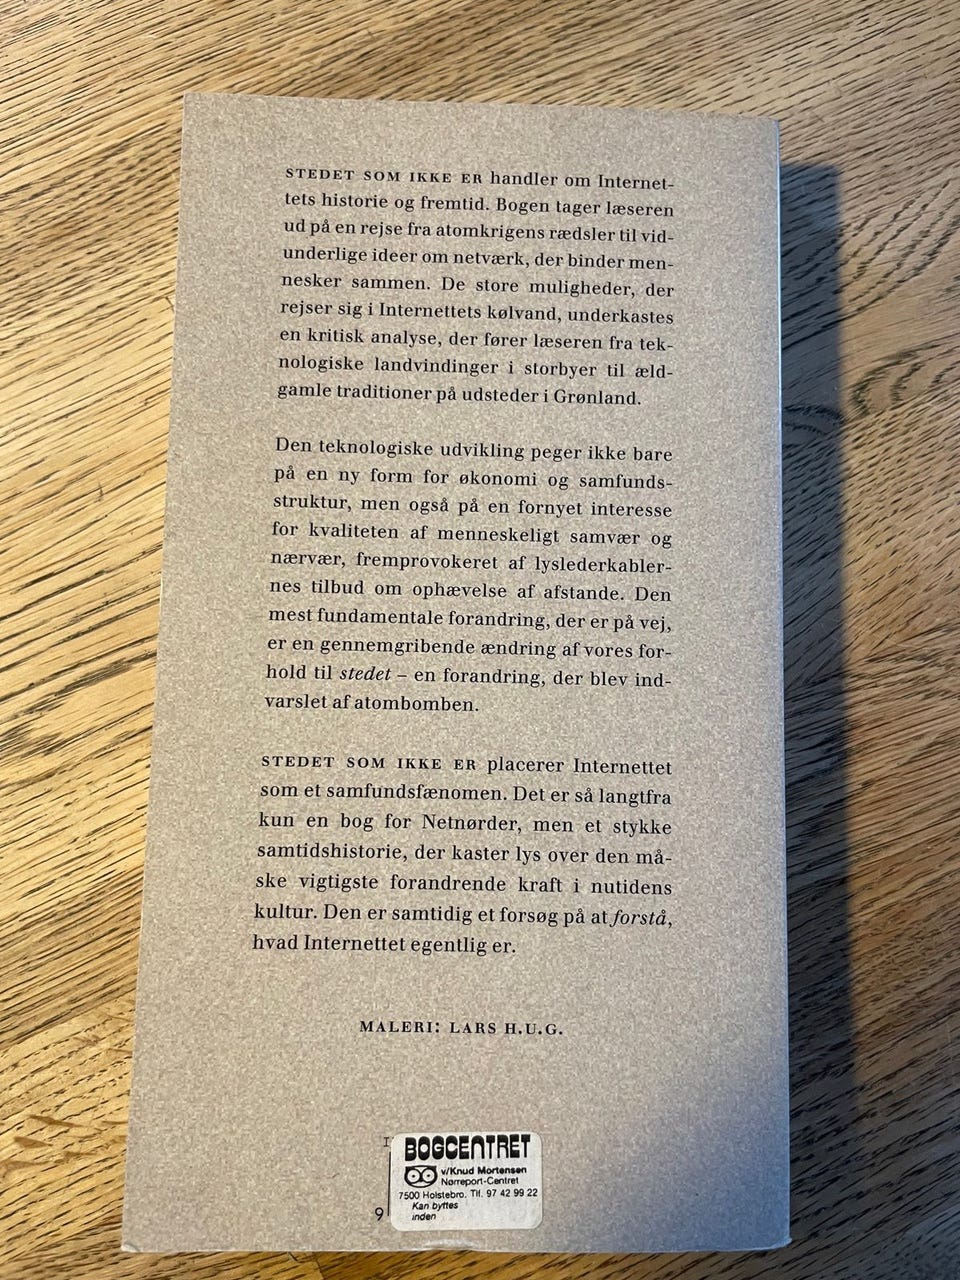 STEDET SOM IKKE ER handler om Internet-
tets historie og fremtid. Bogen tager læseren
ud på en rejse fra atomkrigens rædsler til vid-
underlige ideer om netværk, der binder men-
nesker sammen. De store muligheder, der
rejser sig i Internettets kølvand, underkastes
en kritisk analyse, der fører læseren fra tek-
nologiske landvindinger i storbyer til æld-
gamle traditioner på udsteder i Grønland.
Den teknologiske udvikling peger ikke bare
på en ny form for økonomi og samfunds-
struktur, men også på en fornyet interesse
for kvaliteten af menneskeligt samvær og
nærvær, fremprovokeret af lyslederkabler-
nes tilbud om ophævelse af afstande. Den
mest fundamentale forandring, der er på vej,
er en gennemgribende ændring af vores for-
hold til stedet – en forandring, der blev ind-
varslet af atombomben.
STEDET SOM IKKE ER placerer Internettet
som et samfundsfænomen. Det er så langtfra
kun en bog for Netnørder, men et stykke
samtidshistorie, der kaster lys over den må-
ske vigtigste forandrende kraft i nutidens
kultur. Den er samtidig et forsøg på at forstå,
hvad Internettet egentlig er.
MALERI: LARS H.U.G.
I
BOGCENTRET
v/Knud Mortensen
Nørreport-Centret
7500 Holstebro. Tlf. 97 42 99 22
Kan byttes
inden
9